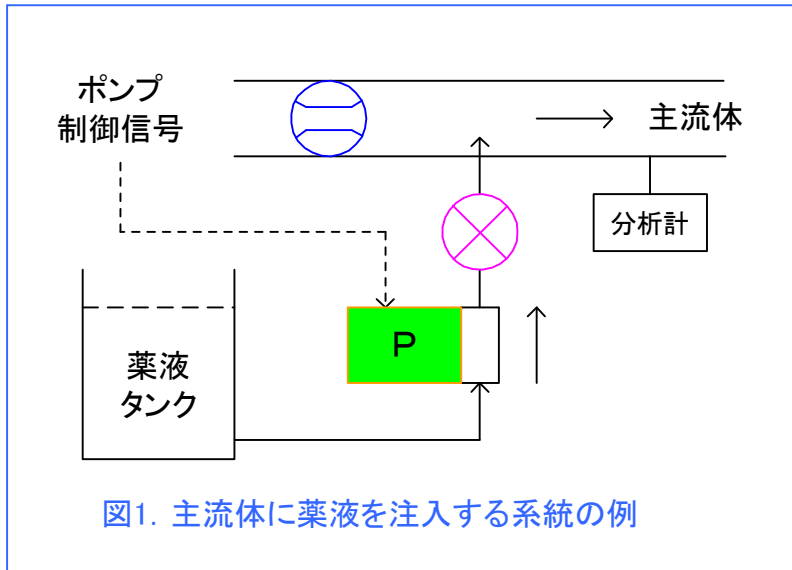 ポンプ
制御信号
主流体
分析計
P
薬液
タンク
図1. 主流体に薬液を注入する系統の例